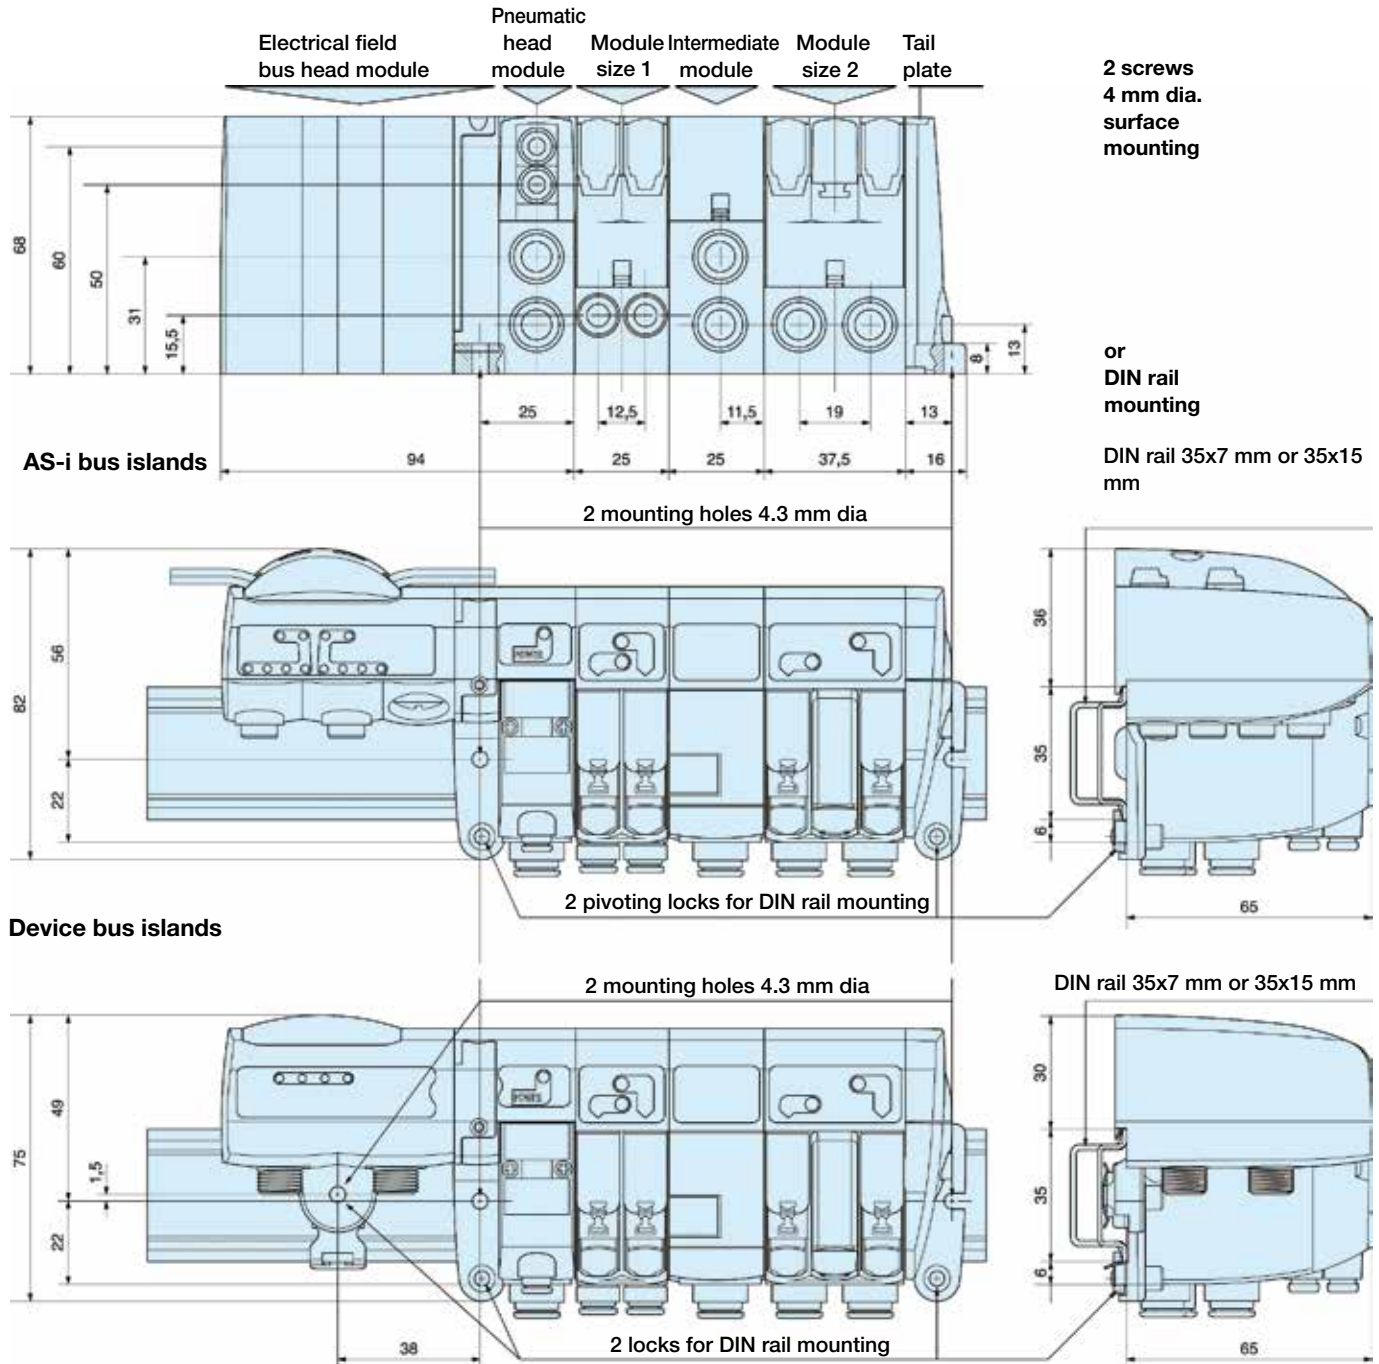 Pneumatic
Electrical field head Module Intermediate Module Tail
bus head module module size 1 module size 2 plate
2 screws
4 mm dia.
surface
mounting
68
60
50
31
15,5
8
13
or
DIN rail
mounting
25 12,5 11,5 19 13
AS-i bus islands
94 25 25 37,5 16
DIN rail 35x7 mm or 35x15
mm
2 mounting holes 4.3 mm dia
82
56
22
36
35
6
2 pivoting locks for DIN rail mounting
65
Device bus islands
2 mounting holes 4.3 mm dia
DIN rail 35x7 mm or 35x15 mm
75
49
1,5
22
30
35
6
2 locks for DIN rail mounting
38
65